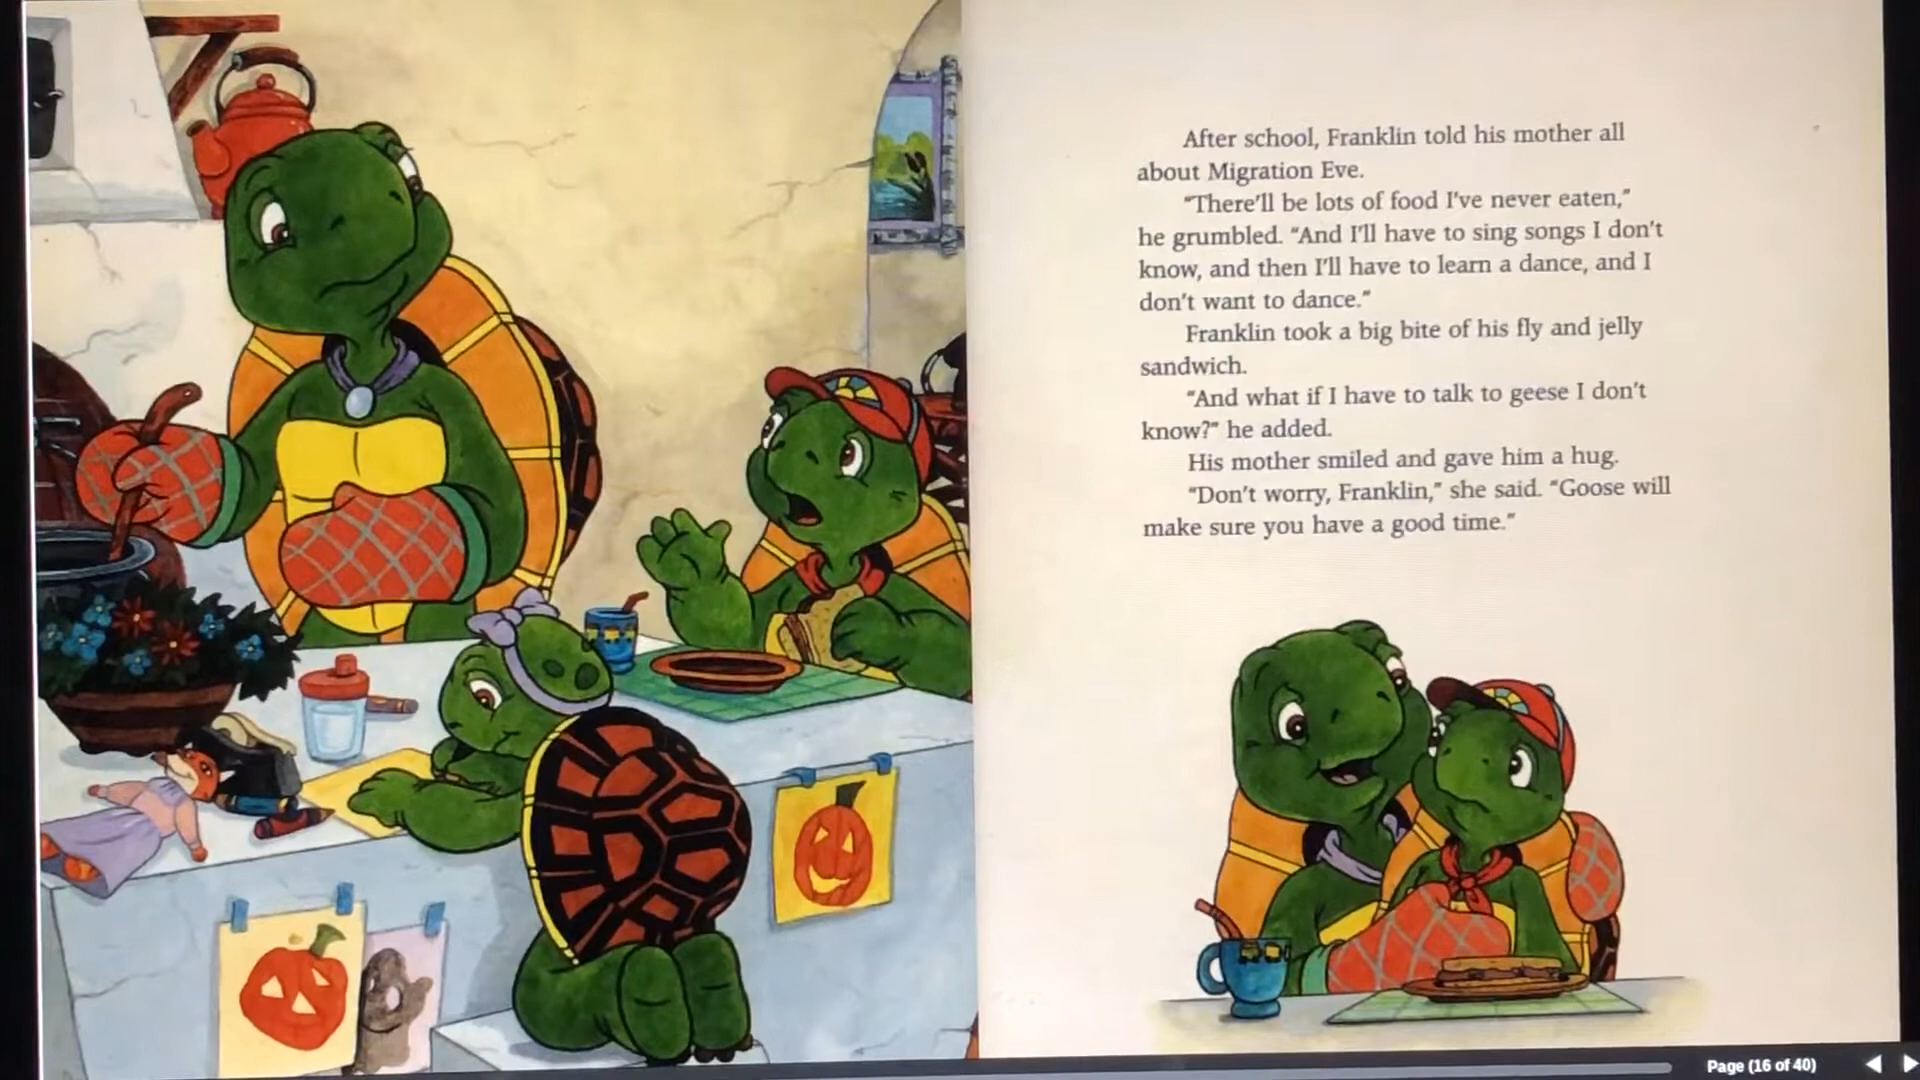 After school, Franklin told his mother all
about Migration Eve.
"There'll be lots of food I've never eaten,"
he grumbled. "And I'll have to sing songs I don't
know, and then I'll have to learn a dance, and I
don't want to dance."
Franklin took a big bite of his fly and jelly
sandwich.
"And what if I have to talk to geese I don't
know?" he added.
His mother smiled and gave him a hug.
"Don't worry, Franklin," she said. "Goose will
make sure you have a good time."
Page (16 of 40)